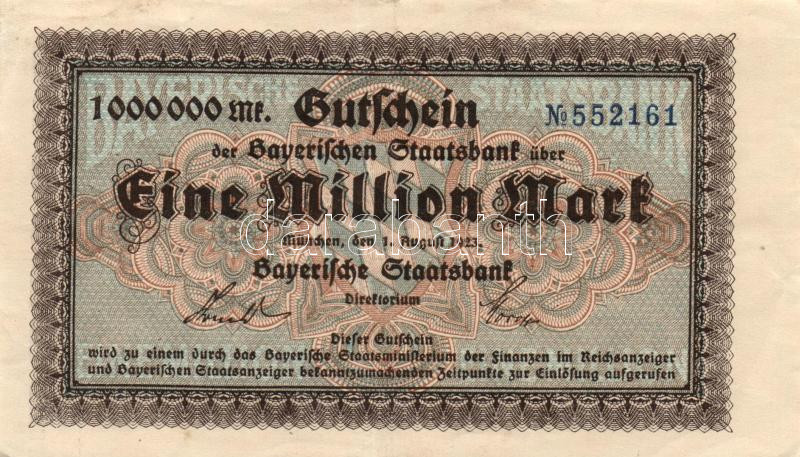 1000000 Mk. Gutschein № 552161
der Bayerischen Staatsbank über
Eine Million Mark
München, den 1. August 1923.
Bayerische Staatsbank
Direktorium
Dieser Gutschein
wird zu einem durch das Bayerische Staatsministerium der Finanzen im Reichsanzeiger
und Bayerischen Staatsanzeiger bekanntzumachenden Zeitpunkte zur Einlösung aufgerufen